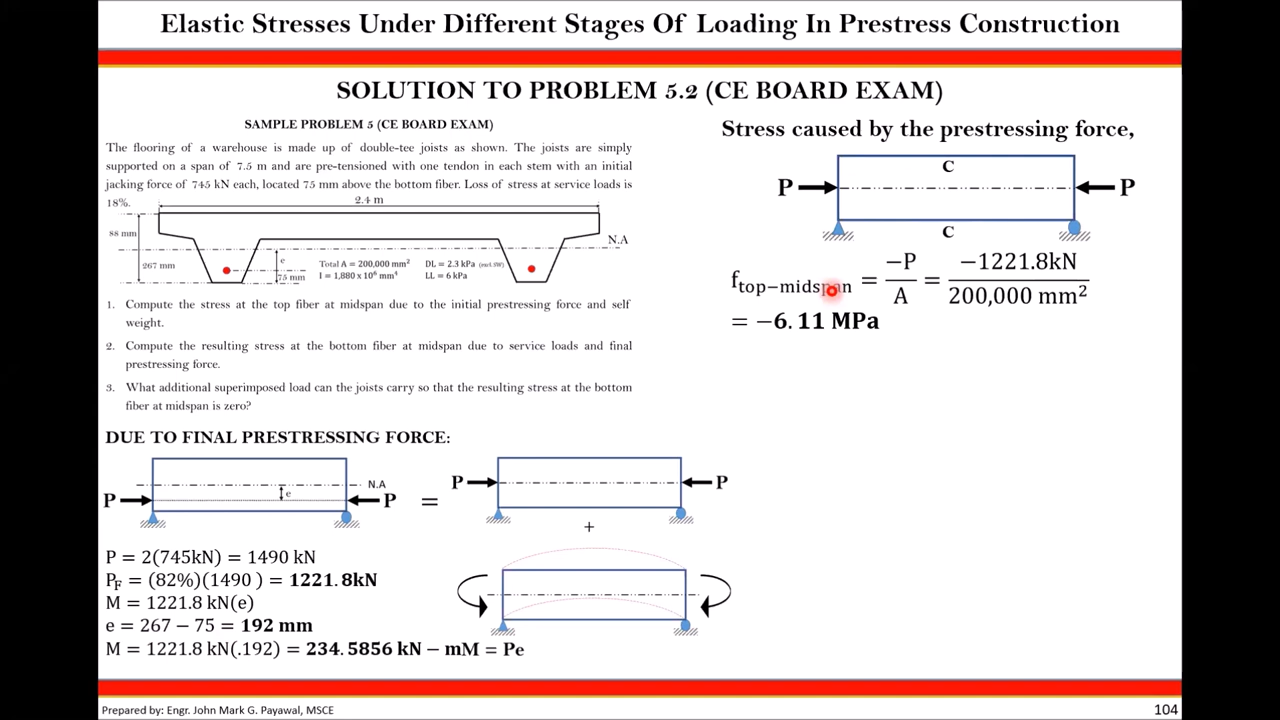 Elastic Stresses Under Different Stages Of Loading In Prestress Construction
SOLUTION TO PROBLEM 5.2 (CE BOARD EXAM)
SAMPLE PROBLEM 5 (CE BOARD EXAM)
The flooring of a warehouse is made up of double-tee joists as shown. The joists are simply
supported on a span of 7.5 m and are pre-tensioned with one tendon in each stem with an initial
jacking force of 745 kN each, located 75 mm above the bottom fiber. Loss of stress at service loads is
18%.
2.4 m
88 mm
N.A
267 mm
e
75 mm
Total A = 200,000 mm²
I = 1,880 x 10⁶ mm⁴
DL = 2.3 kPa (excl.SW)
LL = 6 kPa
1. Compute the stress at the top fiber at midspan due to the initial prestressing force and self
weight.
2. Compute the resulting stress at the bottom fiber at midspan due to service loads and final
prestressing force.
3. What additional superimposed load can the joists carry so that the resulting stress at the bottom
fiber at midspan is zero?
DUE TO FINAL PRESTRESSING FORCE:
P
N.A
e
P
=
P
P
+
P = 2(745kN) = 1490 kN
P_F = (82%)(1490 ) = 1221.8kN
M = 1221.8 kN(e)
e = 267 − 75 = 192 mm
M = 1221.8 kN(.192) = 234.5856 kN − mM = Pe
Stress caused by the prestressing force,
C
P
P
C
f_top−midspan = −P/A = −1221.8kN/200,000 mm²
= −6.11 MPa
Prepared by: Engr. John Mark G. Payawal, MSCE
104